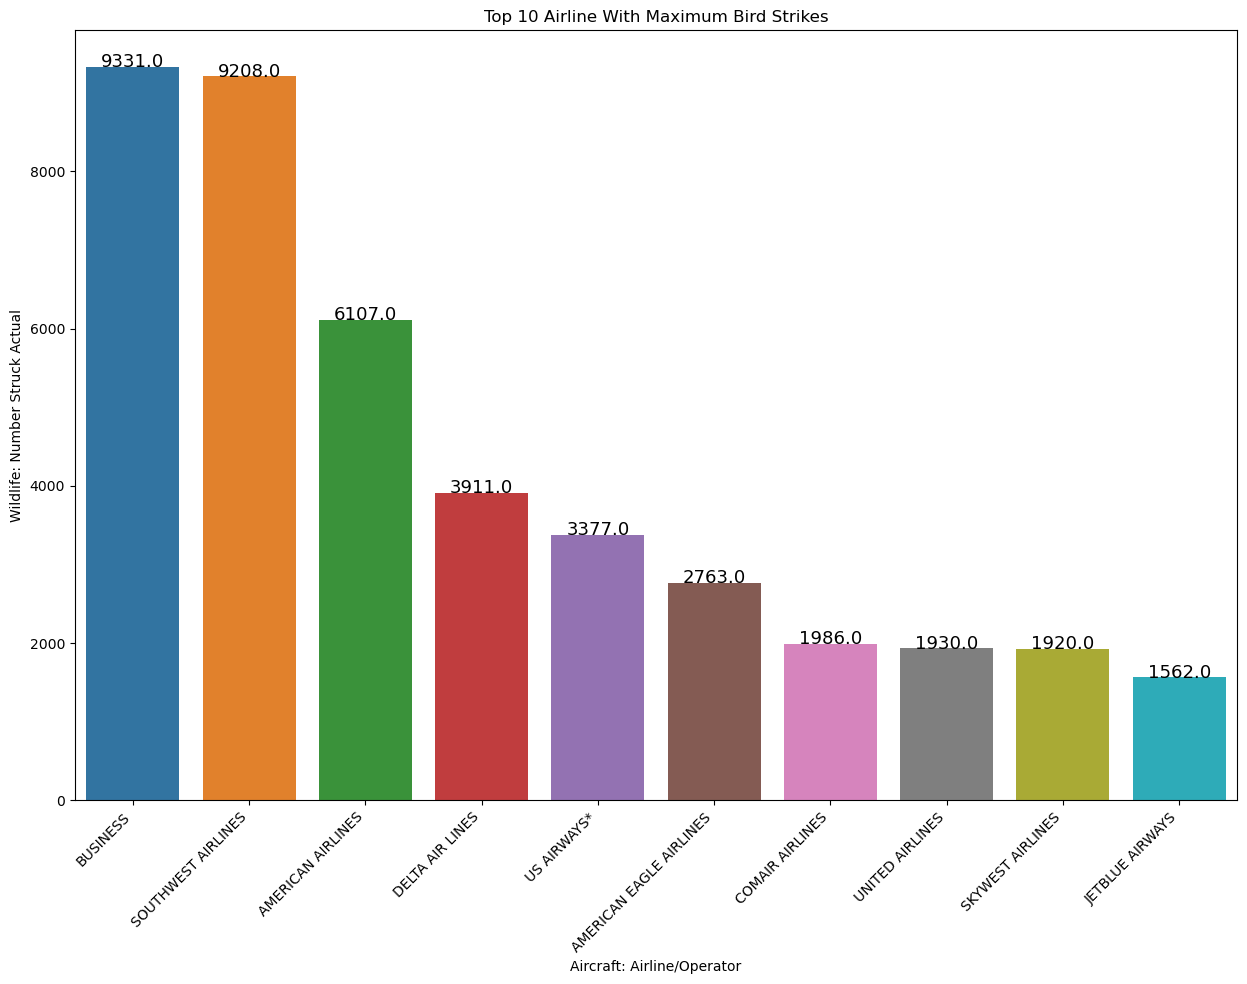 Top 10 Airline With Maximum Bird Strikes
Wildlife: Number Struck Actual
8000
6000
4000
2000
0
9331.0
9208.0
6107.0
3911.0
3377.0
2763.0
1986.0
1930.0
1920.0
1562.0
BUSINESS
SOUTHWEST AIRLINES
AMERICAN AIRLINES
DELTA AIR LINES
US AIRWAYS*
AMERICAN EAGLE AIRLINES
COMAIR AIRLINES
UNITED AIRLINES
SKYWEST AIRLINES
JETBLUE AIRWAYS
Aircraft: Airline/Operator